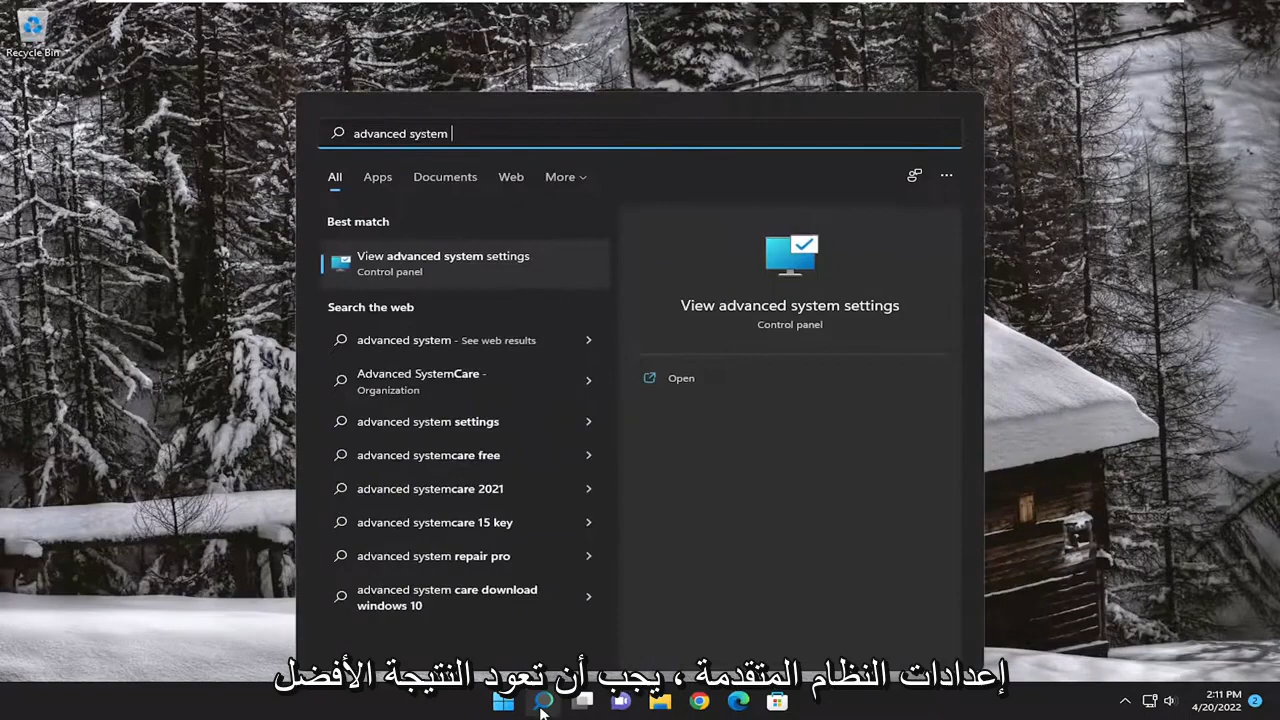 Recycle Bin
advanced system
All Apps Documents Web More
Best match
View advanced system settings
Control panel
Search the web
advanced system - See web results
Advanced SystemCare -
Organization
advanced system settings
advanced systemcare free
advanced systemcare 2021
advanced systemcare 15 key
advanced system repair pro
advanced system care download
windows 10
View advanced system settings
Control panel
Open
إعدادات النظام المتقدمة ، يجب أن تعود النتيجة الأفضل
2:11 PM
4/20/2022
2